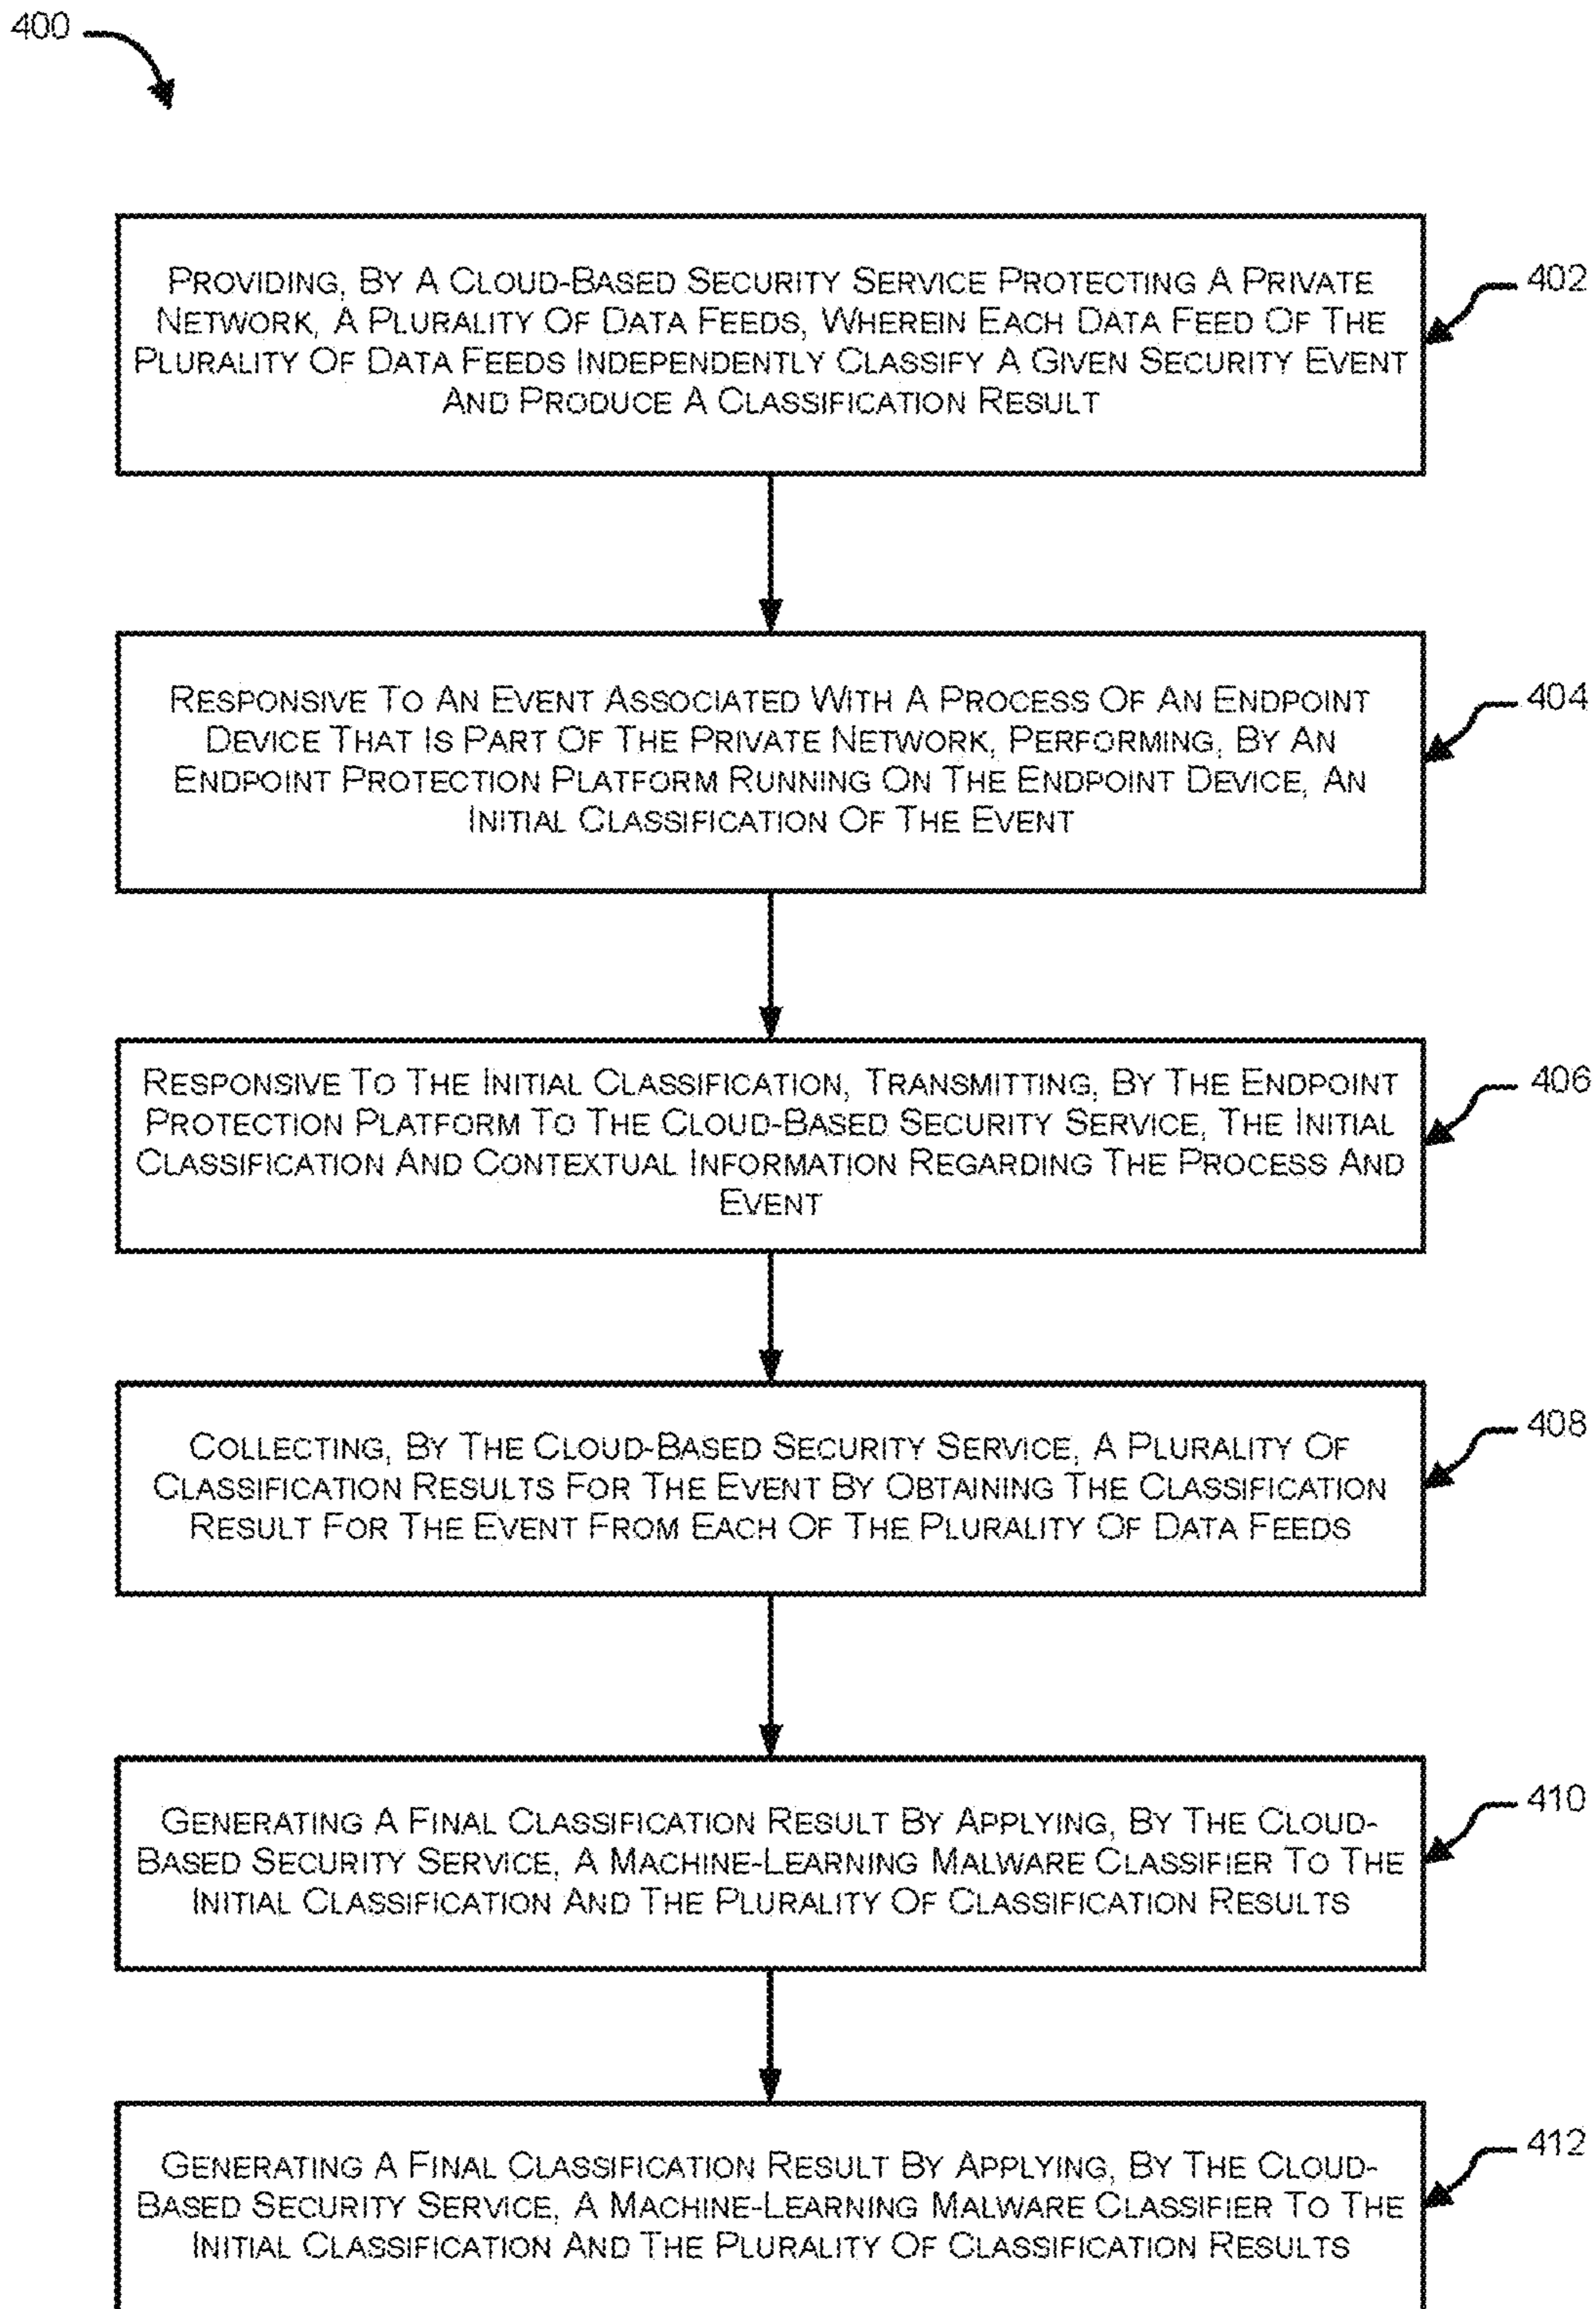 400
PROVIDING, BY A CLOUD-BASED SECURITY SERVICE PROTECTING A PRIVATE
NETWORK, A PLURALITY OF DATA FEEDS, WHEREIN EACH DATA FEED OF THE
PLURALITY OF DATA FEEDS INDEPENDENTLY CLASSIFY A GIVEN SECURITY EVENT
AND PRODUCE A CLASSIFICATION RESULT
402
RESPONSIVE TO AN EVENT ASSOCIATED WITH A PROCESS OF AN ENDPOINT
DEVICE THAT IS PART OF THE PRIVATE NETWORK, PERFORMING, BY AN
ENDPOINT PROTECTION PLATFORM RUNNING ON THE ENDPOINT DEVICE, AN
INITIAL CLASSIFICATION OF THE EVENT
404
RESPONSIVE TO THE INITIAL CLASSIFICATION, TRANSMITTING, BY THE ENDPOINT
PROTECTION PLATFORM TO THE CLOUD-BASED SECURITY SERVICE, THE INITIAL
CLASSIFICATION AND CONTEXTUAL INFORMATION REGARDING THE PROCESS AND
EVENT
406
COLLECTING, BY THE CLOUD-BASED SECURITY SERVICE, A PLURALITY OF
CLASSIFICATION RESULTS FOR THE EVENT BY OBTAINING THE CLASSIFICATION
RESULT FOR THE EVENT FROM EACH OF THE PLURALITY OF DATA FEEDS
408
GENERATING A FINAL CLASSIFICATION RESULT BY APPLYING, BY THE CLOUD-
BASED SECURITY SERVICE, A MACHINE-LEARNING MALWARE CLASSIFIER TO THE
INITIAL CLASSIFICATION AND THE PLURALITY OF CLASSIFICATION RESULTS
410
GENERATING A FINAL CLASSIFICATION RESULT BY APPLYING, BY THE CLOUD-
BASED SECURITY SERVICE, A MACHINE-LEARNING MALWARE CLASSIFIER TO THE
INITIAL CLASSIFICATION AND THE PLURALITY OF CLASSIFICATION RESULTS
412